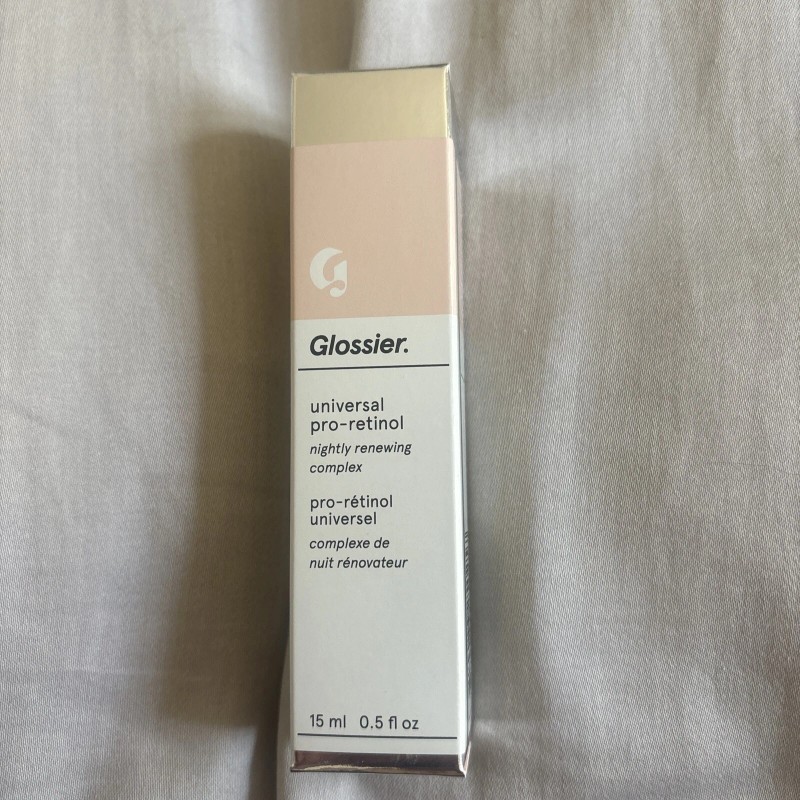 G
Glossier.
universal
pro-retinol
nightly renewing
complex
pro-rétinol
universel
complexe de
nuit rénovateur
15 ml 0.5 fl oz